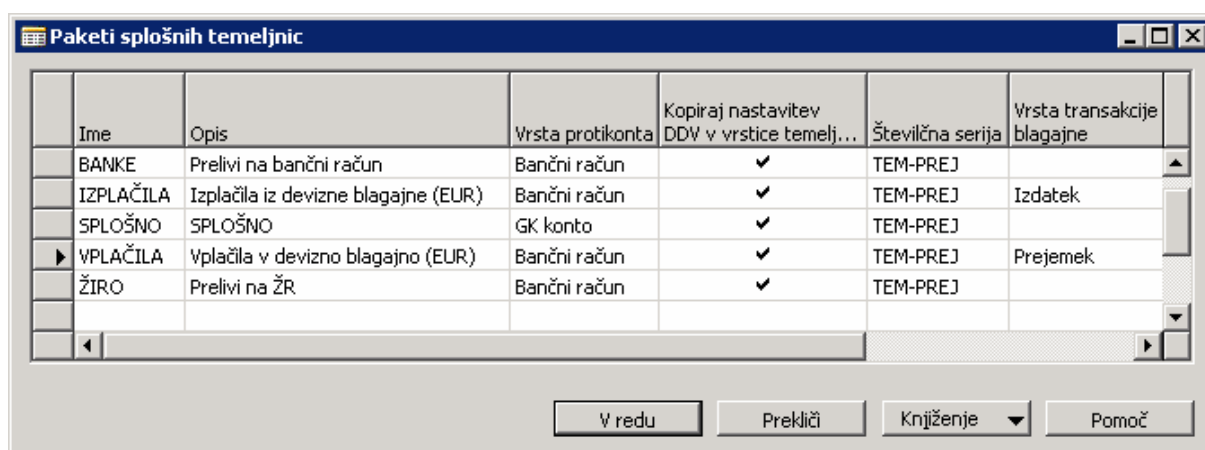 Paketi splošnih temeljnic
Ime Opis Vrsta protikonta Kopiraj nastavitev DDV v vrstice temelj... Številčna serija Vrsta transakcije blagajne
BANKE Prelivi na bančni račun Bančni račun TEM-PREJ
IZPLAČILA Izplačila iz devizne blagajne (EUR) Bančni račun TEM-PREJ Izdatek
SPLOŠNO SPLOŠNO GK konto TEM-PREJ
VPLAČILA Vplačila v devizno blagajno (EUR) Bančni račun TEM-PREJ Prejemek
ŽIRO Prelivi na ŽR Bančni račun TEM-PREJ
V redu Prekliči Knjiženje Pomoč